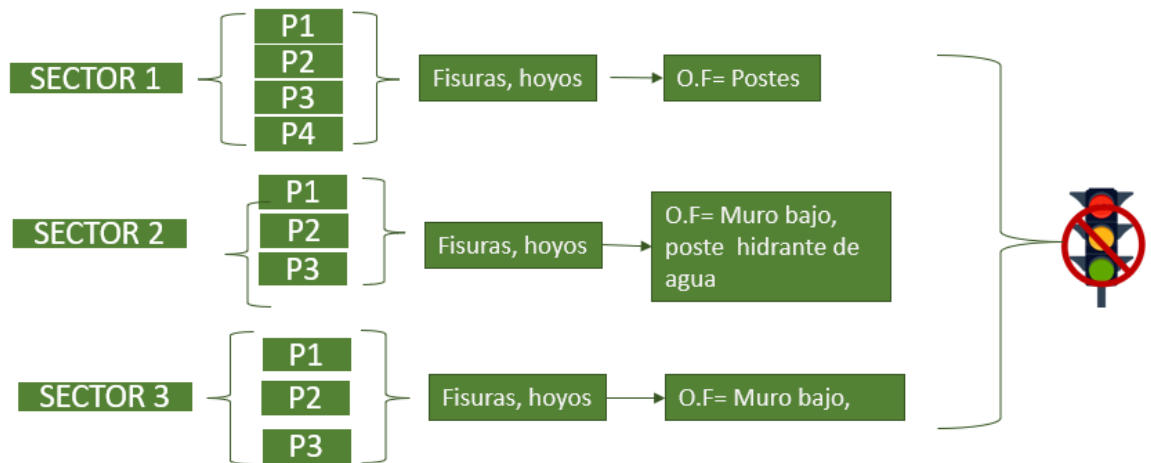 SECTOR 1
P1
P2
P3
P4
Fisuras, hoyos
O.F= Postes
SECTOR 2
P1
P2
P3
Fisuras, hoyos
O.F= Muro bajo,
poste hidrante de
agua
SECTOR 3
P1
P2
P3
Fisuras, hoyos
O.F= Muro bajo,